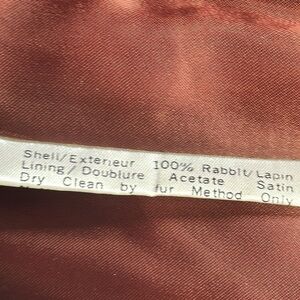 Shell/Exterieur 100% Rabbit/Lapin
Lining/Doublure Acetate Satin
Dry Clean by fur Method Only